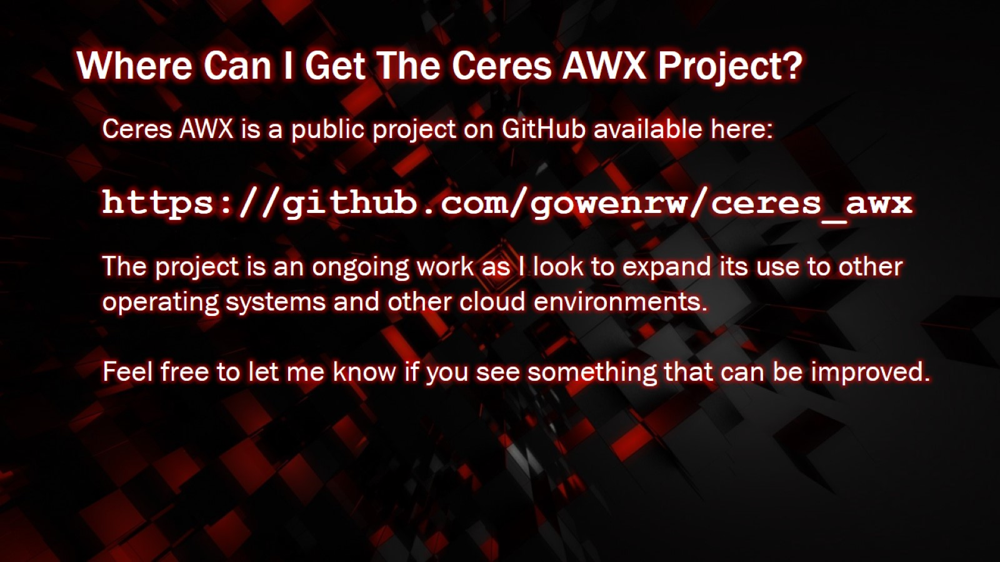 Where Can I Get The Ceres AWX Project?
Ceres AWX is a public project on GitHub available here:
https://github.com/gowenrw/ceres_awx
The project is an ongoing work as I look to expand its use to other
operating systems and other cloud environments.
Feel free to let me know if you see something that can be improved.